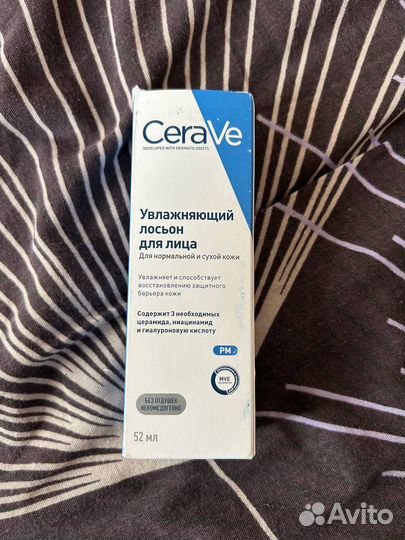 CeraVe
DEVELOPED WITH DERMATOLOGISTS
Увлажняющий
лосьон
для лица
Для нормальной и сухой кожи
Увлажняет и способствует
восстановлению защитного
барьера кожи
Содержит 3 необходимых
церамида, ниацинамид
и гиалуроновую кислоту
PM
MVE
БЕЗ ОТДУШЕК
НЕКОМЕДОГЕННО
52 мл
Avito